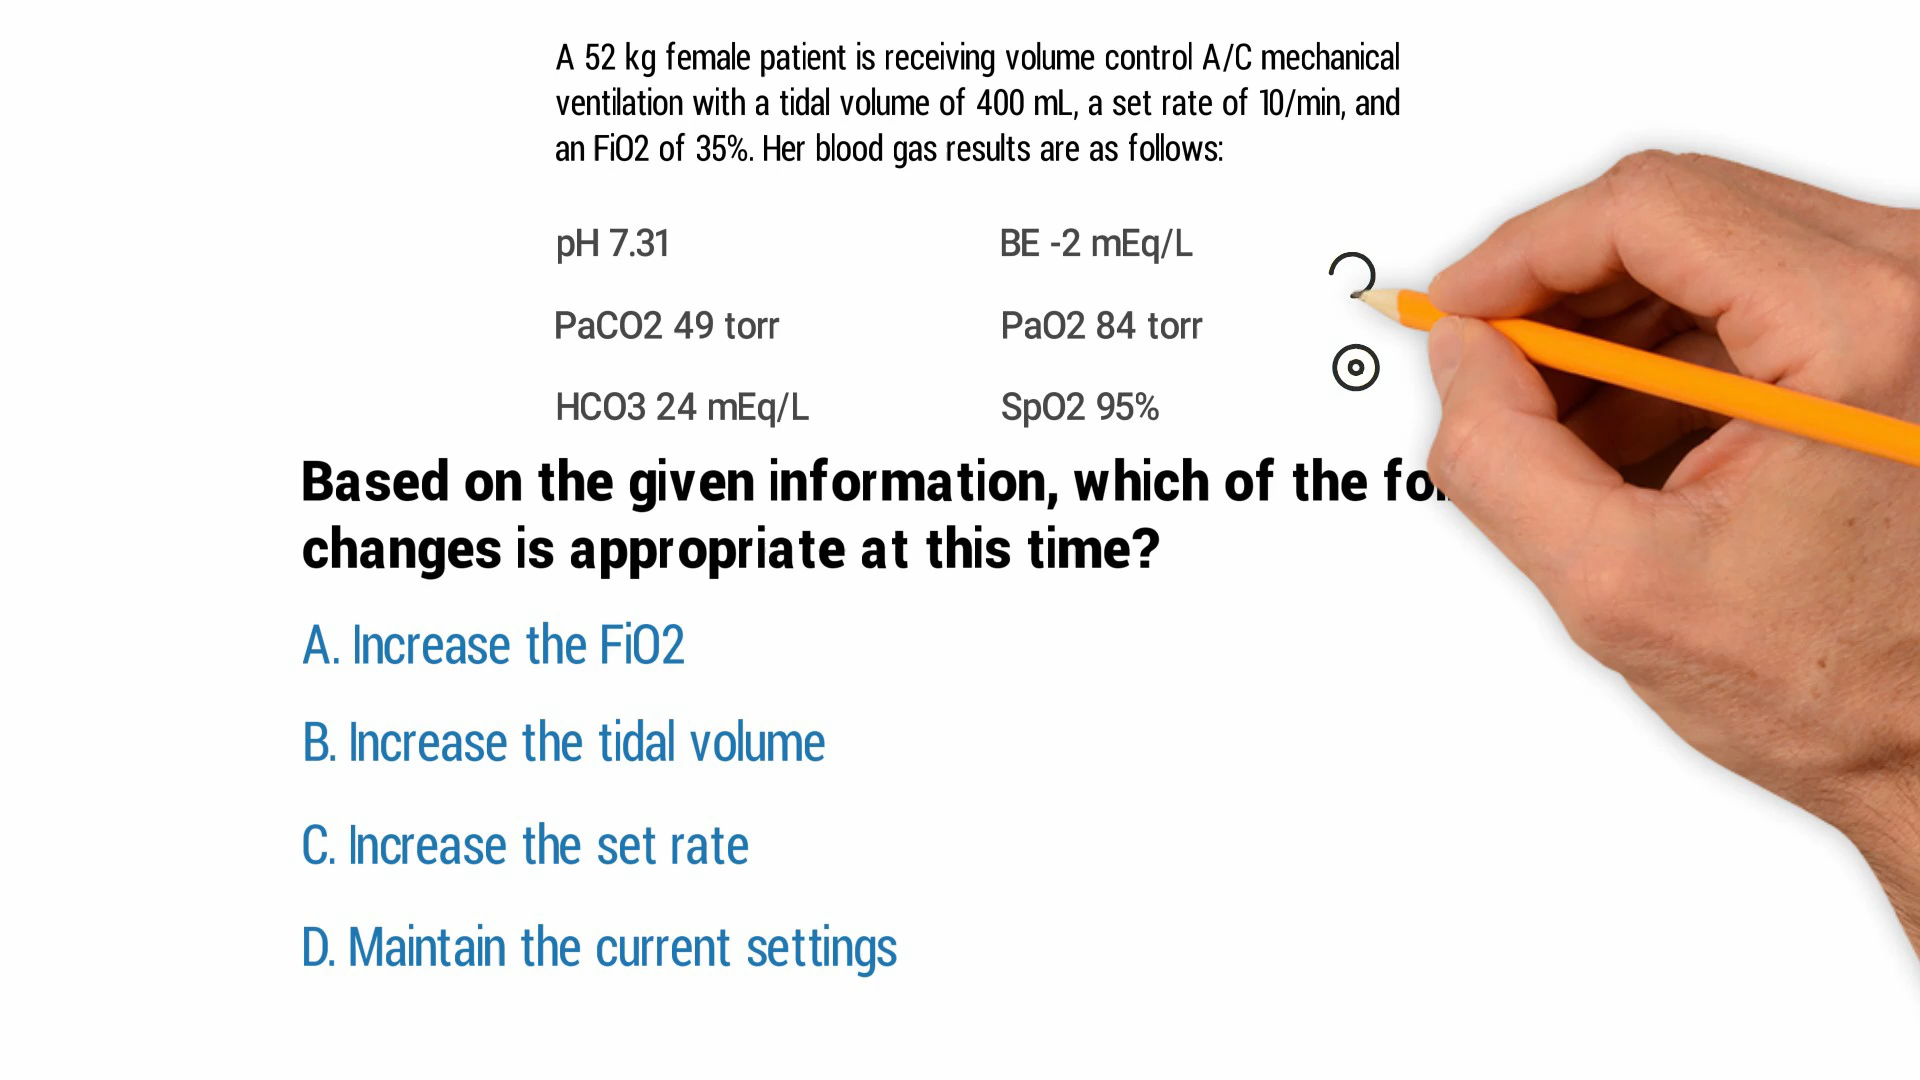 A 52 kg female patient is receiving volume control A/C mechanical
ventilation with a tidal volume of 400 mL, a set rate of 10/min, and
an FiO2 of 35%. Her blood gas results are as follows:
pH 7.31 BE -2 mEq/L
PaCO2 49 torr PaO2 84 torr
HCO3 24 mEq/L SpO2 95%
Based on the given information, which of the
changes is appropriate at this time?
A. Increase the FiO2
B. Increase the tidal volume
C. Increase the set rate
D. Maintain the current settings